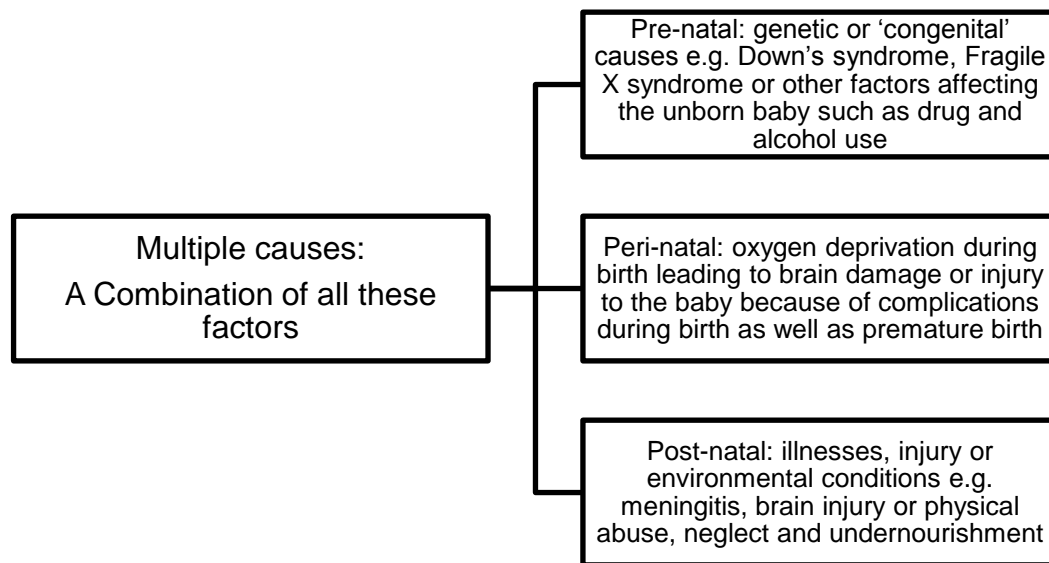 Multiple causes:
A Combination of all these
factors
Pre-natal: genetic or ‘congenital’
causes e.g. Down’s syndrome, Fragile
X syndrome or other factors affecting
the unborn baby such as drug and
alcohol use
Peri-natal: oxygen deprivation during
birth leading to brain damage or injury
to the baby because of complications
during birth as well as premature birth
Post-natal: illnesses, injury or
environmental conditions e.g.
meningitis, brain injury or physical
abuse, neglect and undernourishment